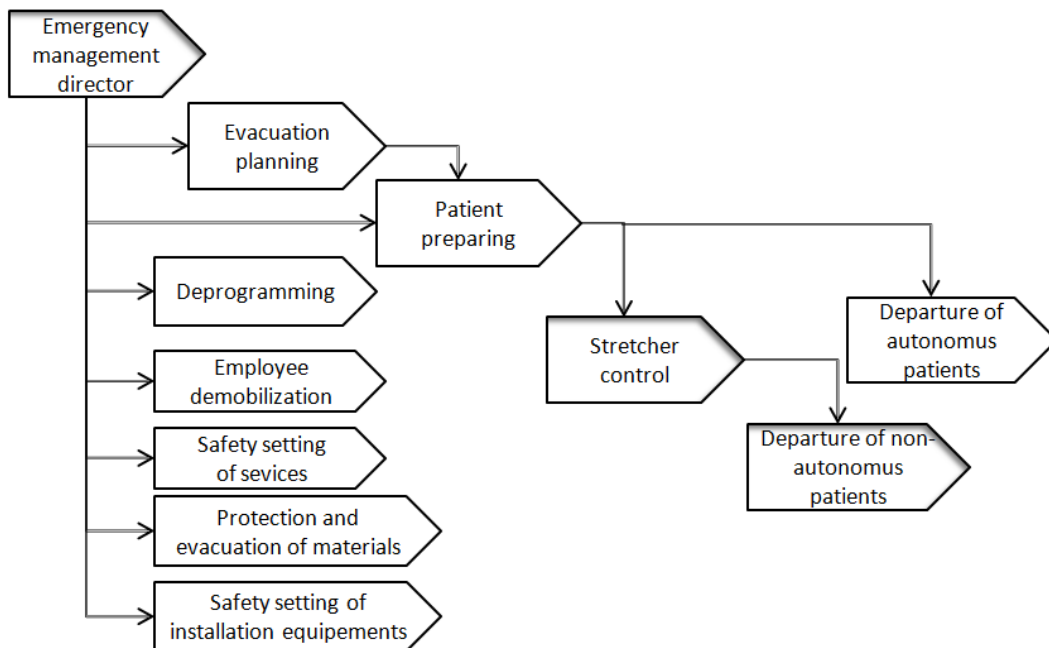 Emergency
management
director
Evacuation
planning
Patient
preparing
Deprogramming
Stretcher
control
Departure of
autonomus
patients
Employee
demobilization
Departure of non-
autonomus
patients
Safety setting
of sevices
Protection and
evacuation of materials
Safety setting of
installation equipements